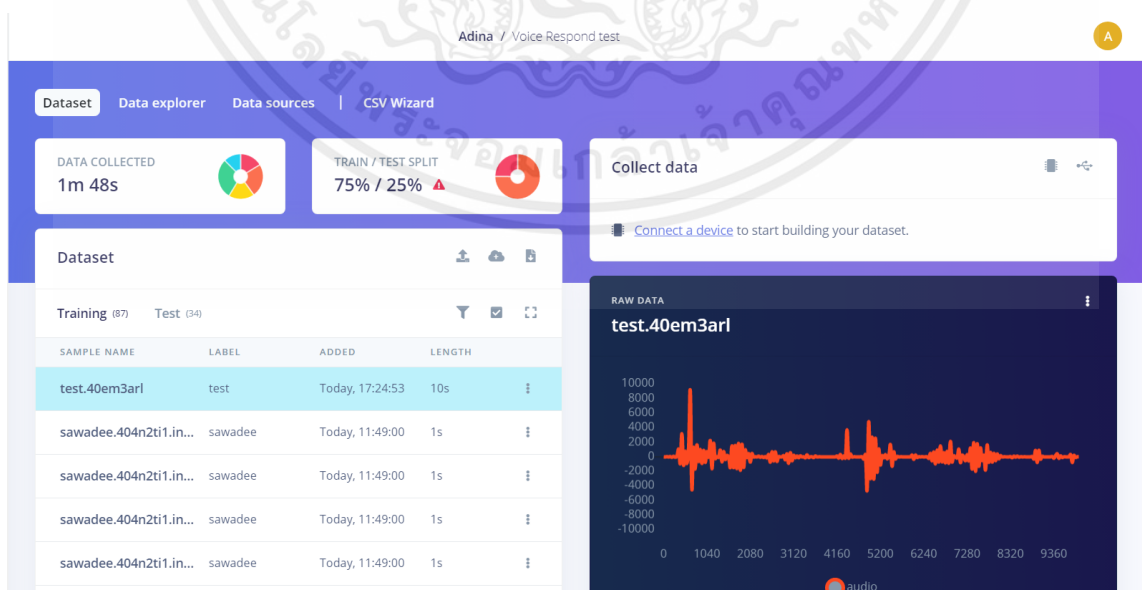 Adina / Voice Respond test
A
Dataset Data explorer Data sources | CSV Wizard
DATA COLLECTED
1m 48s
TRAIN / TEST SPLIT
75% / 25%
Collect data
Connect a device to start building your dataset.
Dataset
Training (87) Test (34)
SAMPLE NAME LABEL ADDED LENGTH
test.40em3arl test Today, 17:24:53 10s
sawadee.404n2ti1.in... sawadee Today, 11:49:00 1s
sawadee.404n2ti1.in... sawadee Today, 11:49:00 1s
sawadee.404n2ti1.in... sawadee Today, 11:49:00 1s
sawadee.404n2ti1.in... sawadee Today, 11:49:00 1s
RAW DATA
test.40em3arl
10000
8000
6000
4000
2000
0
-2000
-4000
-6000
-8000
-10000
0 1040 2080 3120 4160 5200 6240 7280 8320 9360
audio